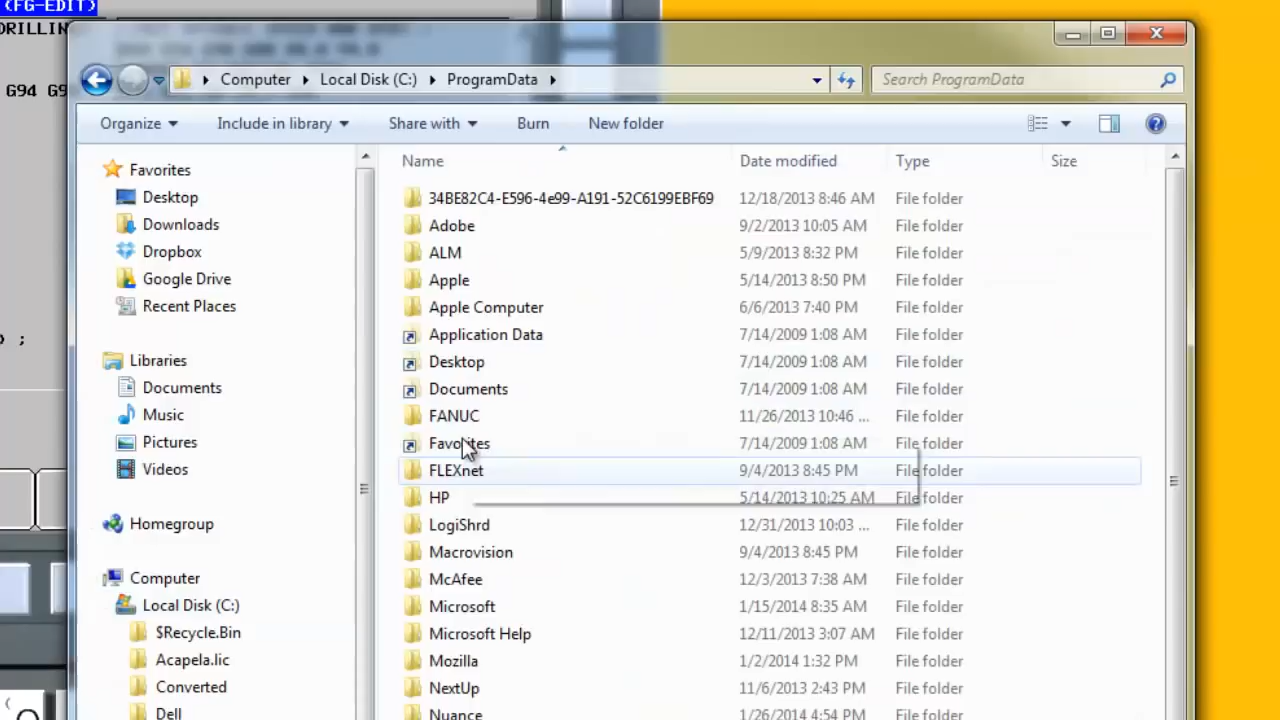 (FG-EDIT)
DRILLIN
G94 G9
) ;
(
O
Computer Local Disk (C:) ProgramData
Search ProgramData
Organize Include in library Share with Burn New folder
Favorites
Desktop
Downloads
Dropbox
Google Drive
Recent Places
Libraries
Documents
Music
Pictures
Videos
Homegroup
Computer
Local Disk (C:)
$Recycle.Bin
Acapela.lic
Converted
Dell
Name Date modified Type Size
34BE82C4-E596-4e99-A191-52C6199EBF69 12/18/2013 8:46 AM File folder
Adobe 9/2/2013 10:05 AM File folder
ALM 5/9/2013 8:32 PM File folder
Apple 5/14/2013 8:50 PM File folder
Apple Computer 6/6/2013 7:40 PM File folder
Application Data 7/14/2009 1:08 AM File folder
Desktop 7/14/2009 1:08 AM File folder
Documents 7/14/2009 1:08 AM File folder
FANUC 11/26/2013 10:46 ... File folder
Favorites 7/14/2009 1:08 AM File folder
FLEXnet 9/4/2013 8:45 PM File folder
HP 5/14/2013 10:25 AM File folder
LogiShrd 12/31/2013 10:03 ... File folder
Macrovision 9/4/2013 8:45 PM File folder
McAfee 12/3/2013 7:38 AM File folder
Microsoft 1/15/2014 8:35 AM File folder
Microsoft Help 12/11/2013 3:07 AM File folder
Mozilla 1/2/2014 1:32 PM File folder
NextUp 11/6/2013 2:43 PM File folder
Nuance 1/26/2014 4:54 PM File folder